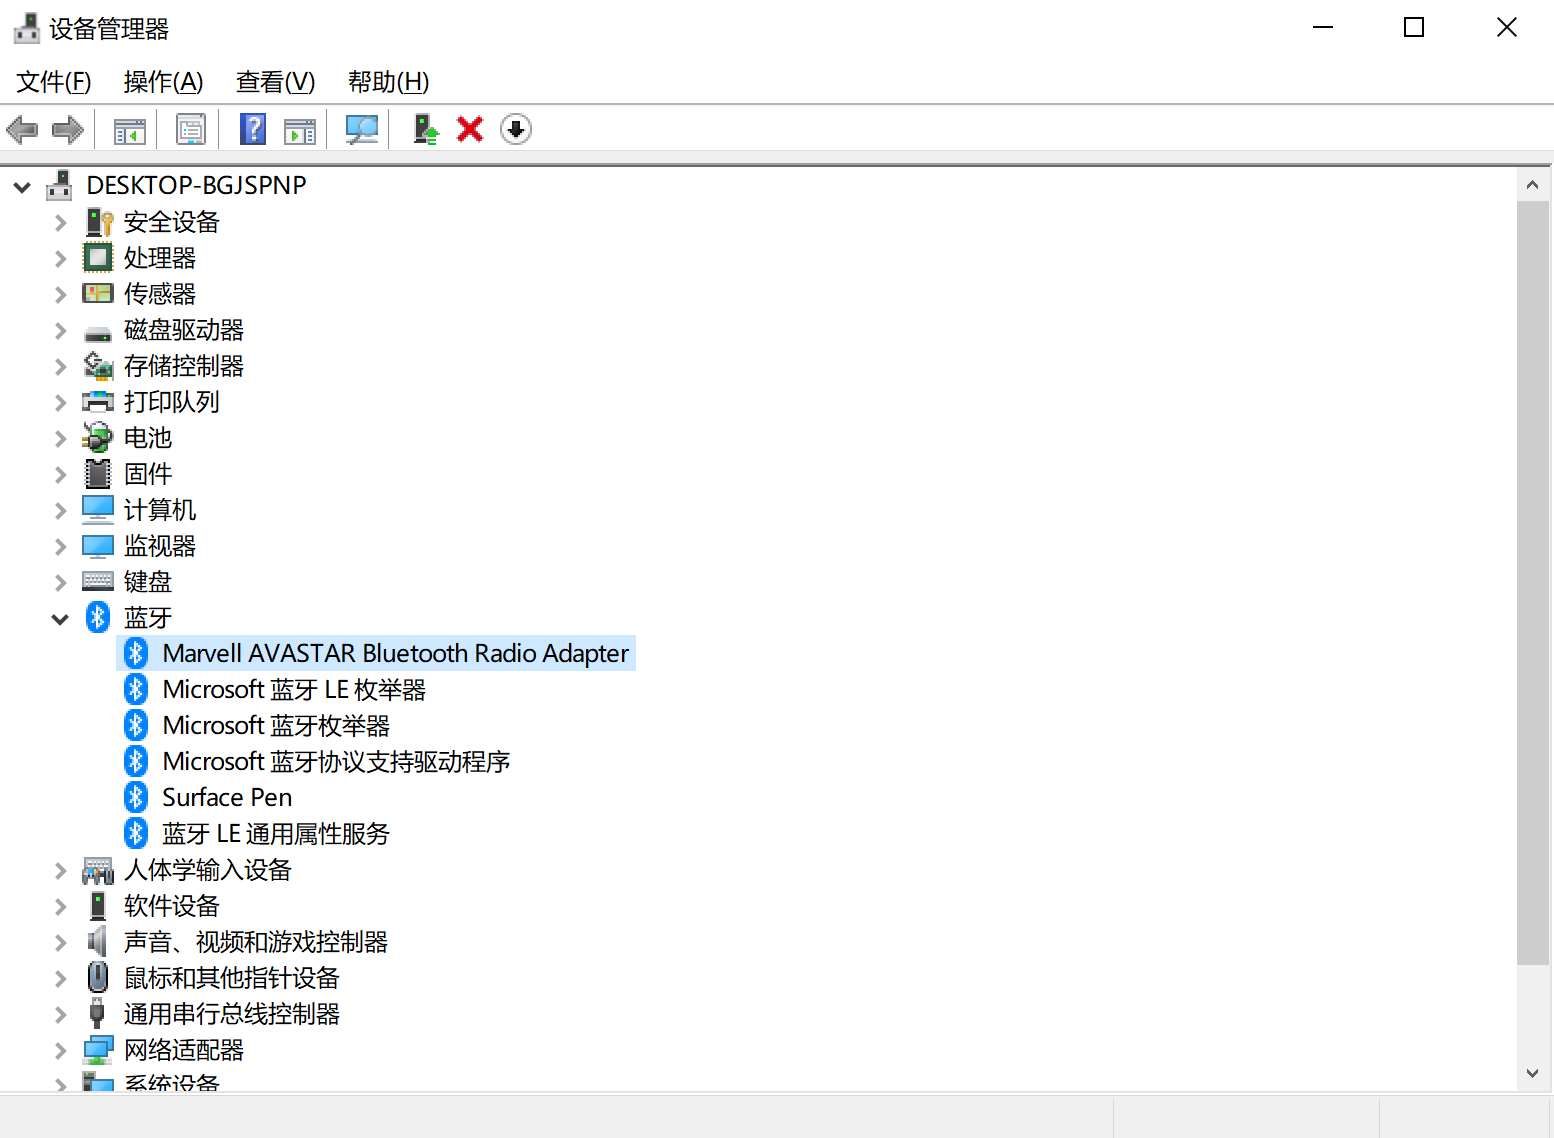 设备管理器
文件(F) 操作(A) 查看(V) 帮助(H)
DESKTOP-BGJSPNP
安全设备
处理器
传感器
磁盘驱动器
存储控制器
打印队列
电池
固件
计算机
监视器
键盘
蓝牙
Marvell AVASTAR Bluetooth Radio Adapter
Microsoft 蓝牙 LE 枚举器
Microsoft 蓝牙枚举器
Microsoft 蓝牙协议支持驱动程序
Surface Pen
蓝牙 LE 通用属性服务
人体学输入设备
软件设备
声音、视频和游戏控制器
鼠标和其他指针设备
通用串行总线控制器
网络适配器
系统设备